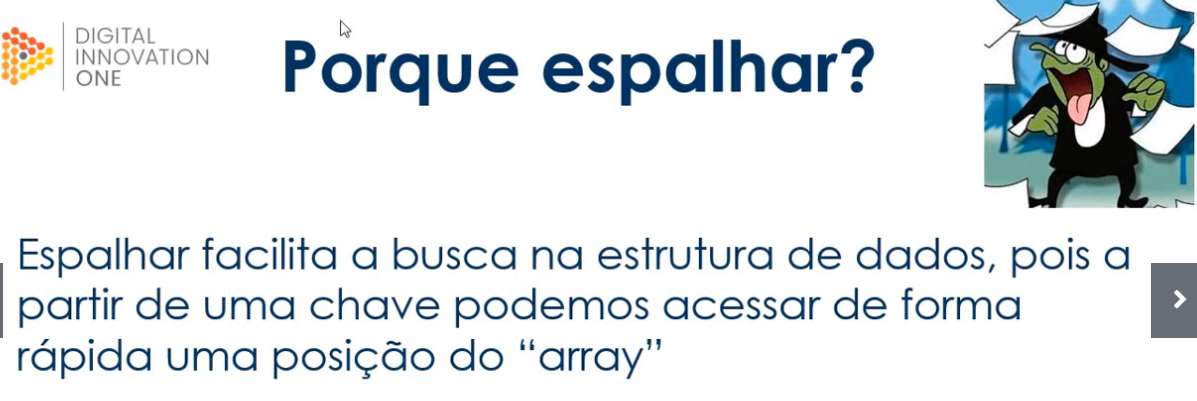 DIGITAL
INNOVATION
ONE
Porque espalhar?
Espalhar facilita a busca na estrutura de dados, pois a
partir de uma chave podemos acessar de forma
rápida uma posição do “array”